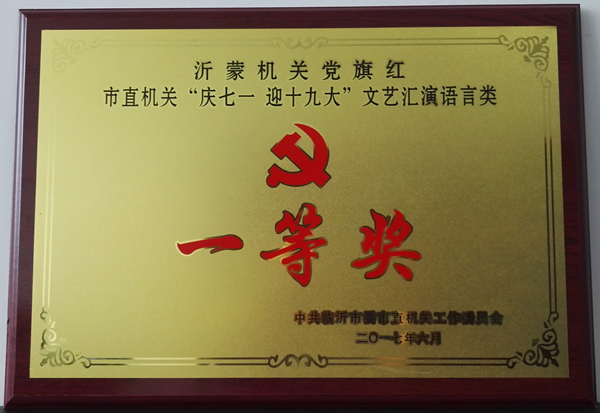 沂蒙机关党旗红
市直机关“庆七一 迎十九大”文艺汇演语言类
一等奖
中共临沂市委市直机关工作委员会
二〇一七年六月